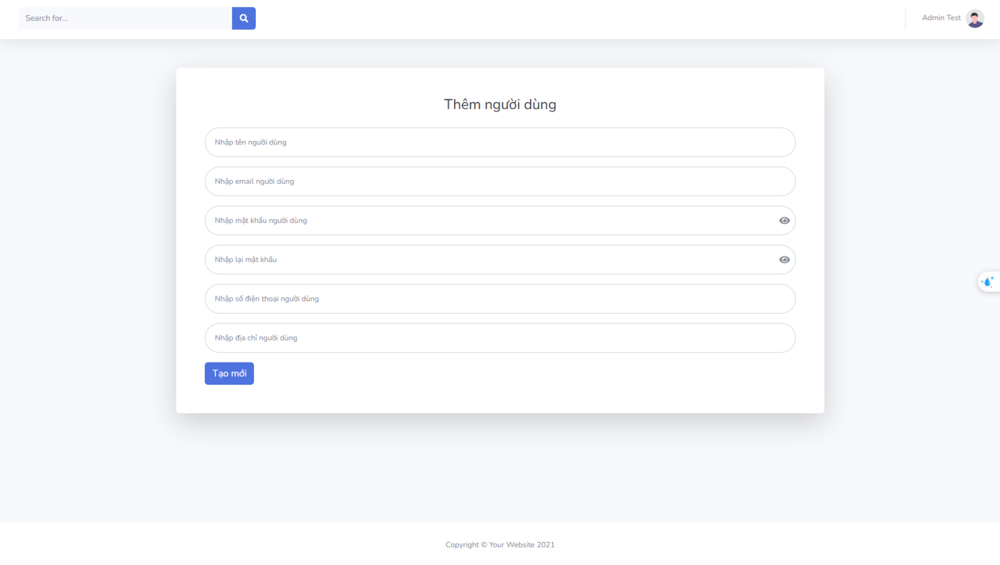 Search for...
Admin Test
Thêm người dùng
Nhập tên người dùng
Nhập email người dùng
Nhập mật khẩu người dùng
Nhập lại mật khẩu
Nhập số điện thoại người dùng
Nhập địa chỉ người dùng
Tạo mới
Copyright © Your Website 2021